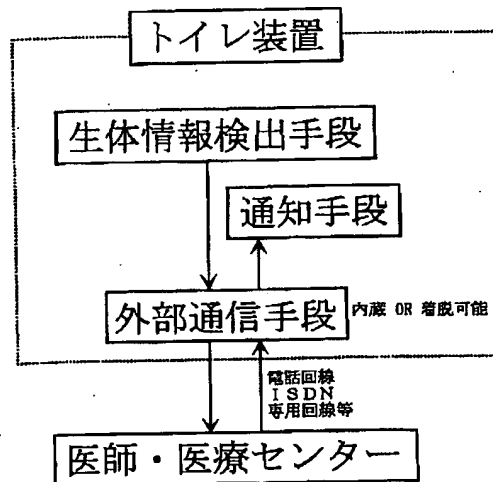 トイレ装置
生体情報検出手段
通知手段
外部通信手段
内蔵 OR 着脱可能
電話回線
ISDN
専用回線等
医師・医療センター